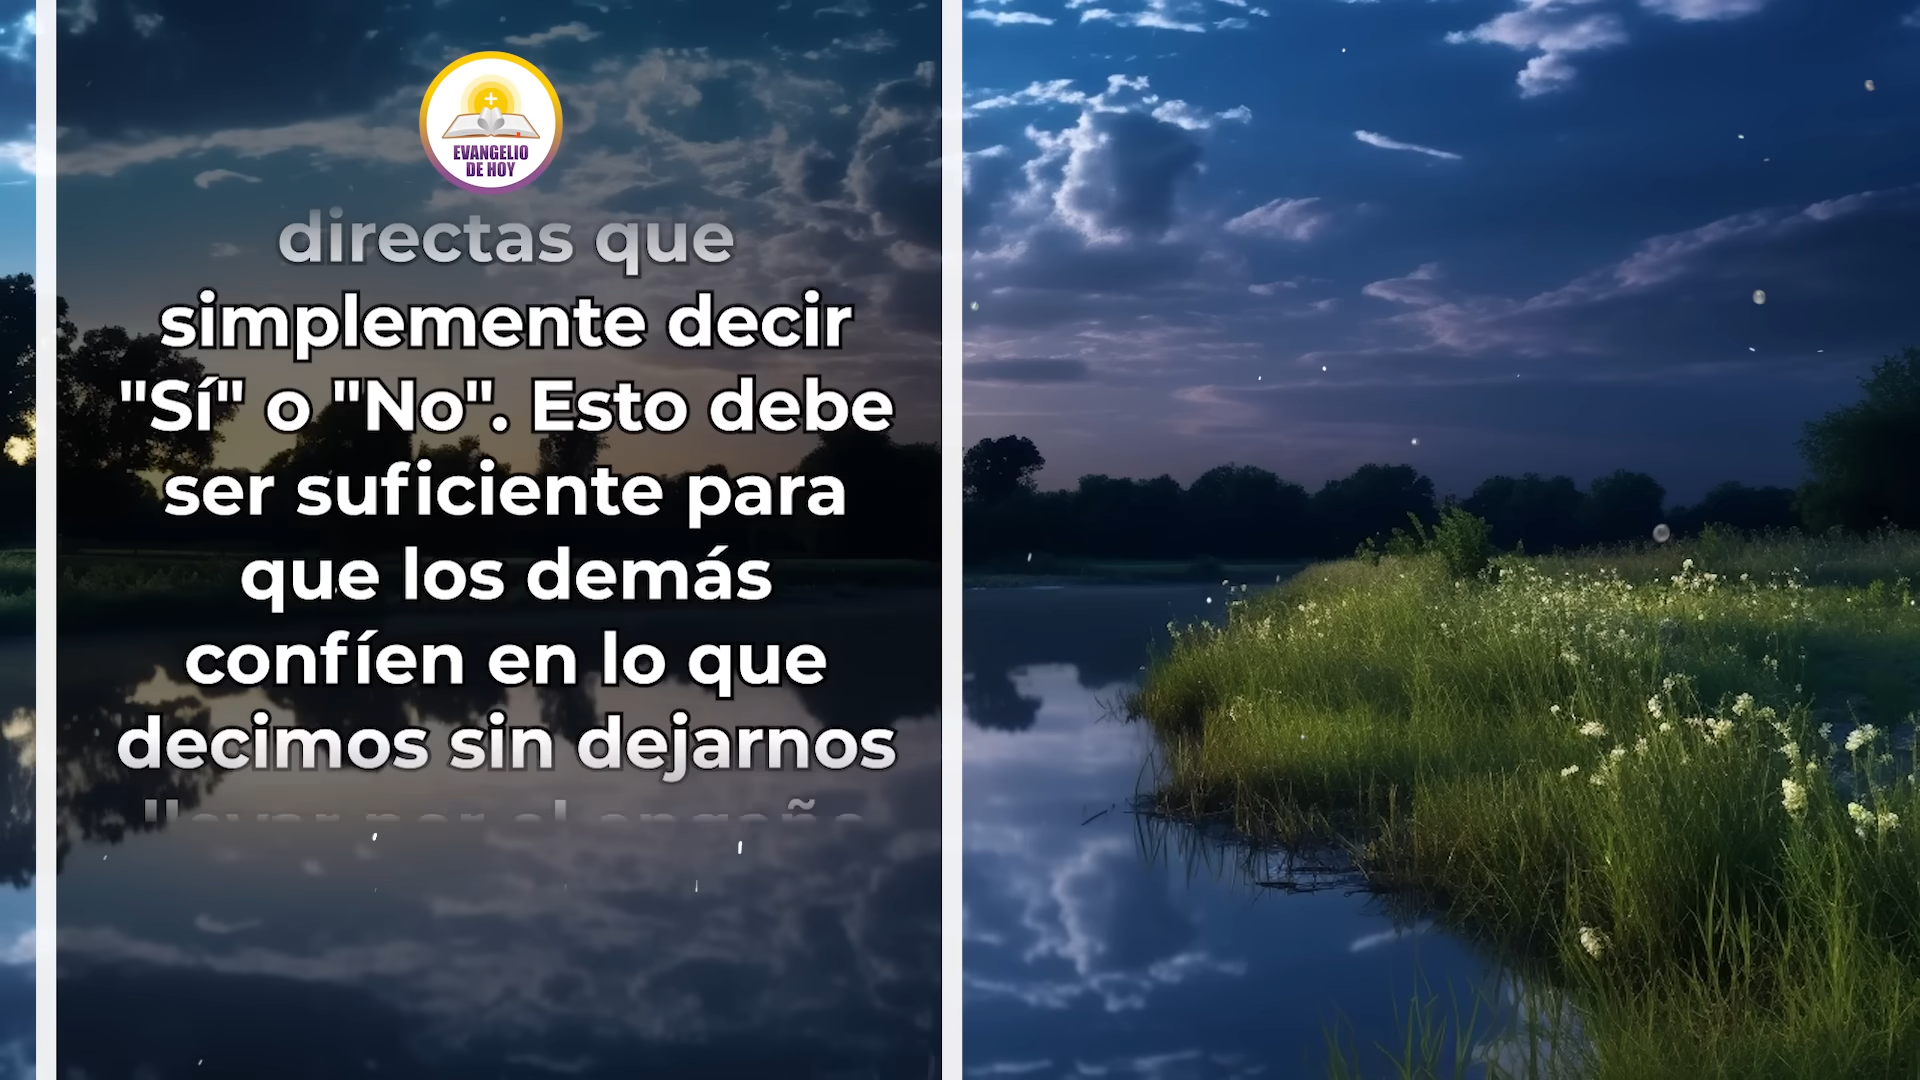 EVANGELIO
DE HOY
directas que
simplemente decir
"Sí" o "No". Esto debe
ser suficiente para
que los demás
confíen en lo que
decimos sin dejarnos